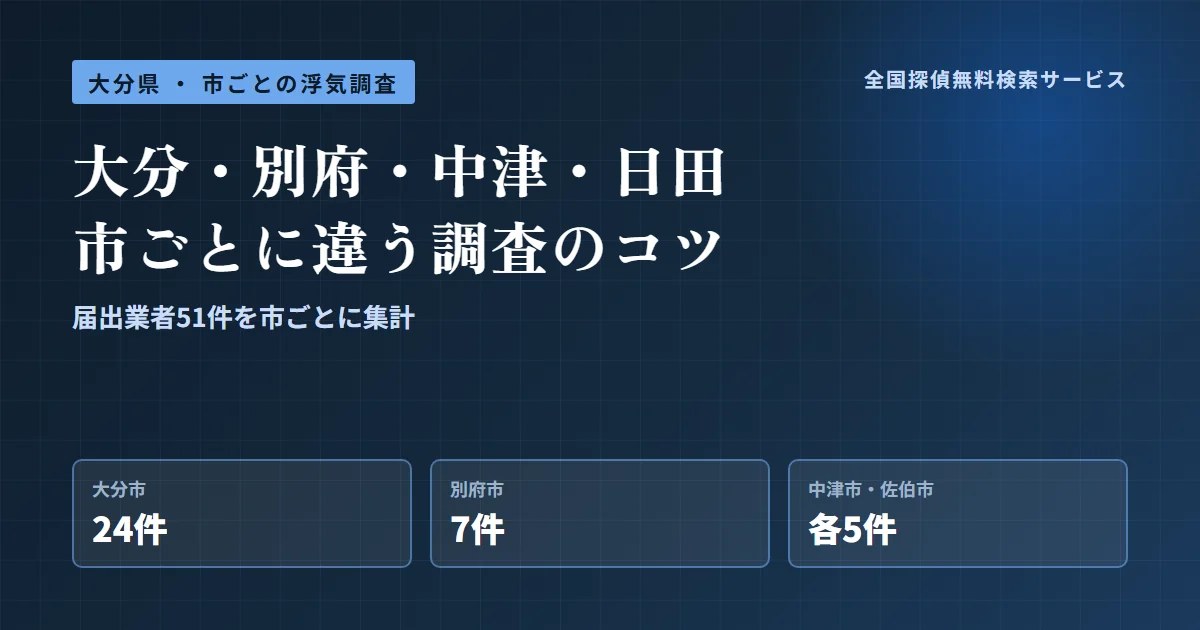 大分県 ・ 市ごとの浮気調査
全国探偵無料検索サービス
大分・別府・中津・日田
市ごとに違う調査のコツ
届出業者51件を市ごとに集計
大分市
24件
別府市
7件
中津市・佐伯市
各5件